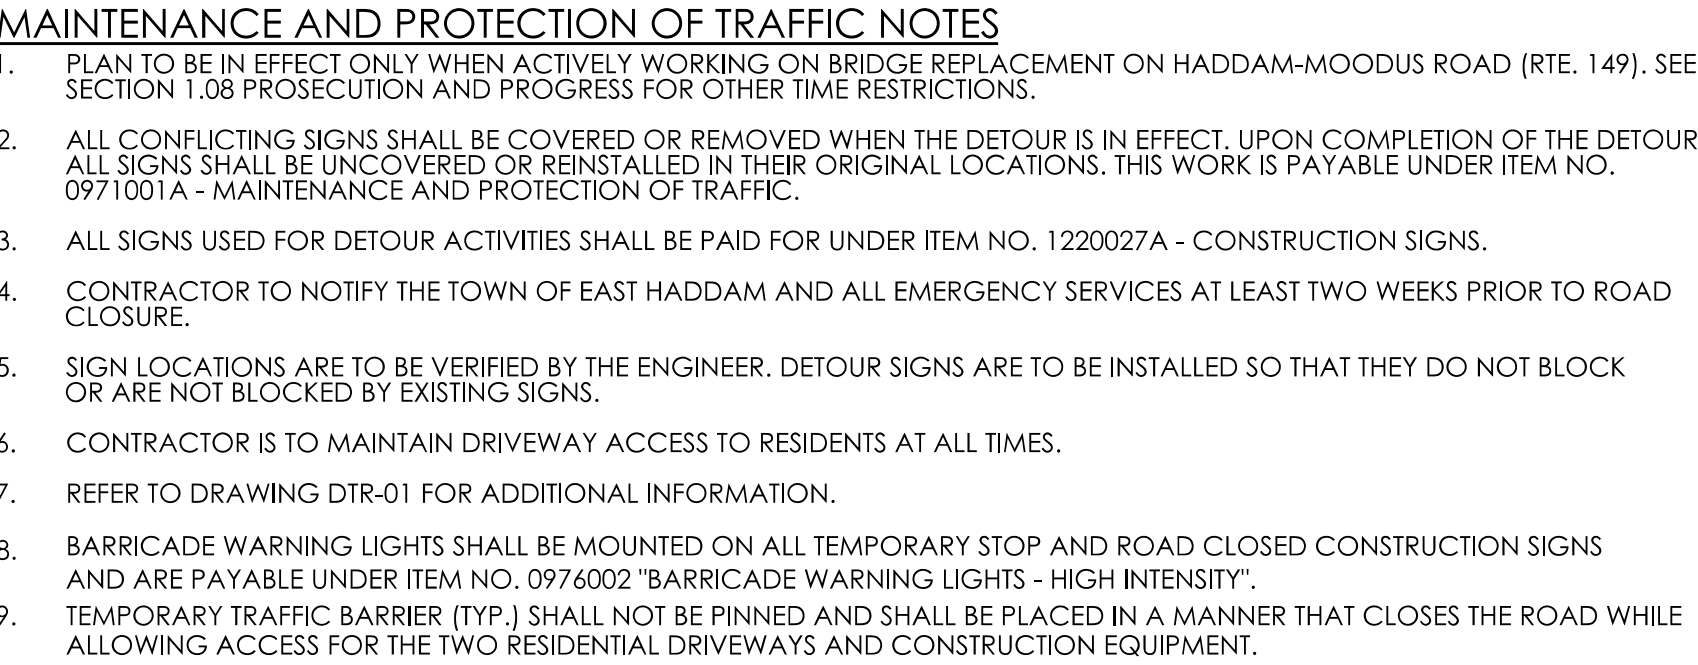 MAINTENANCE AND PROTECTION OF TRAFFIC NOTES
1. PLAN TO BE IN EFFECT ONLY WHEN ACTIVELY WORKING ON BRIDGE REPLACEMENT ON HADDAM-MOODUS ROAD (RTE. 149). SEE
SECTION 1.08 PROSECUTION AND PROGRESS FOR OTHER TIME RESTRICTIONS.
2. ALL CONFLICTING SIGNS SHALL BE COVERED OR REMOVED WHEN THE DETOUR IS IN EFFECT. UPON COMPLETION OF THE DETOUR
ALL SIGNS SHALL BE UNCOVERED OR REINSTALLED IN THEIR ORIGINAL LOCATIONS. THIS WORK IS PAYABLE UNDER ITEM NO.
0971001A - MAINTENANCE AND PROTECTION OF TRAFFIC.
3. ALL SIGNS USED FOR DETOUR ACTIVITIES SHALL BE PAID FOR UNDER ITEM NO. 1220027A - CONSTRUCTION SIGNS.
4. CONTRACTOR TO NOTIFY THE TOWN OF EAST HADDAM AND ALL EMERGENCY SERVICES AT LEAST TWO WEEKS PRIOR TO ROAD
CLOSURE.
5. SIGN LOCATIONS ARE TO BE VERIFIED BY THE ENGINEER. DETOUR SIGNS ARE TO BE INSTALLED SO THAT THEY DO NOT BLOCK
OR ARE NOT BLOCKED BY EXISTING SIGNS.
6. CONTRACTOR IS TO MAINTAIN DRIVEWAY ACCESS TO RESIDENTS AT ALL TIMES.
7. REFER TO DRAWING DTR-01 FOR ADDITIONAL INFORMATION.
8. BARRICADE WARNING LIGHTS SHALL BE MOUNTED ON ALL TEMPORARY STOP AND ROAD CLOSED CONSTRUCTION SIGNS
AND ARE PAYABLE UNDER ITEM NO. 0976002 "BARRICADE WARNING LIGHTS - HIGH INTENSITY".
9. TEMPORARY TRAFFIC BARRIER (TYP.) SHALL NOT BE PINNED AND SHALL BE PLACED IN A MANNER THAT CLOSES THE ROAD WHILE
ALLOWING ACCESS FOR THE TWO RESIDENTIAL DRIVEWAYS AND CONSTRUCTION EQUIPMENT.